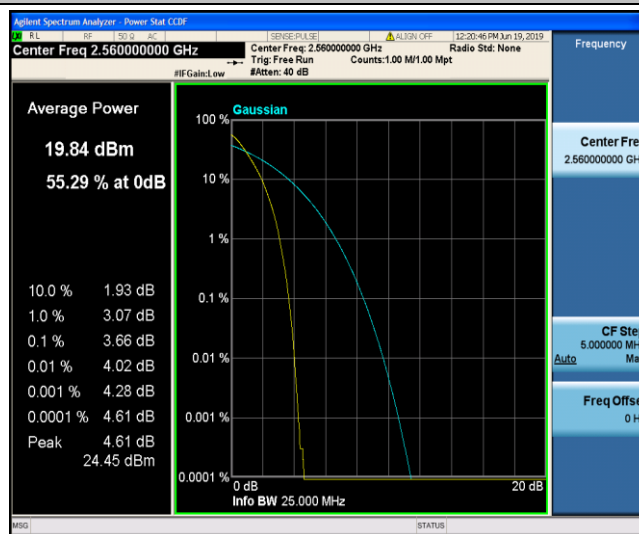 Agilent Spectrum Analyzer - Power Stat CCDF
RL RF 50 Ω AC SENSE:PULSE ALIGN OFF 12:20:46 PM Jun 19, 2019
Center Freq 2.560000000 GHz
Center Freq: 2.560000000 GHz Radio Std: None
Trig: Free Run Counts:1.00 M/1.00 Mpt
#IFGain:Low #Atten: 40 dB
Frequency
Average Power
19.84 dBm
55.29 % at 0dB
10.0 % 1.93 dB
1.0 % 3.07 dB
0.1 % 3.66 dB
0.01 % 4.02 dB
0.001 % 4.28 dB
0.0001 % 4.61 dB
Peak 4.61 dB
24.45 dBm
Gaussian
100 %
10 %
1 %
0.1 %
0.01 %
0.001 %
0.0001 %
0 dB 20 dB
Info BW 25.000 MHz
Center Fre
2.560000000 GH
CF Ste
5.000000 MH
Auto Ma
Freq Offse
0 H
MSG STATUS